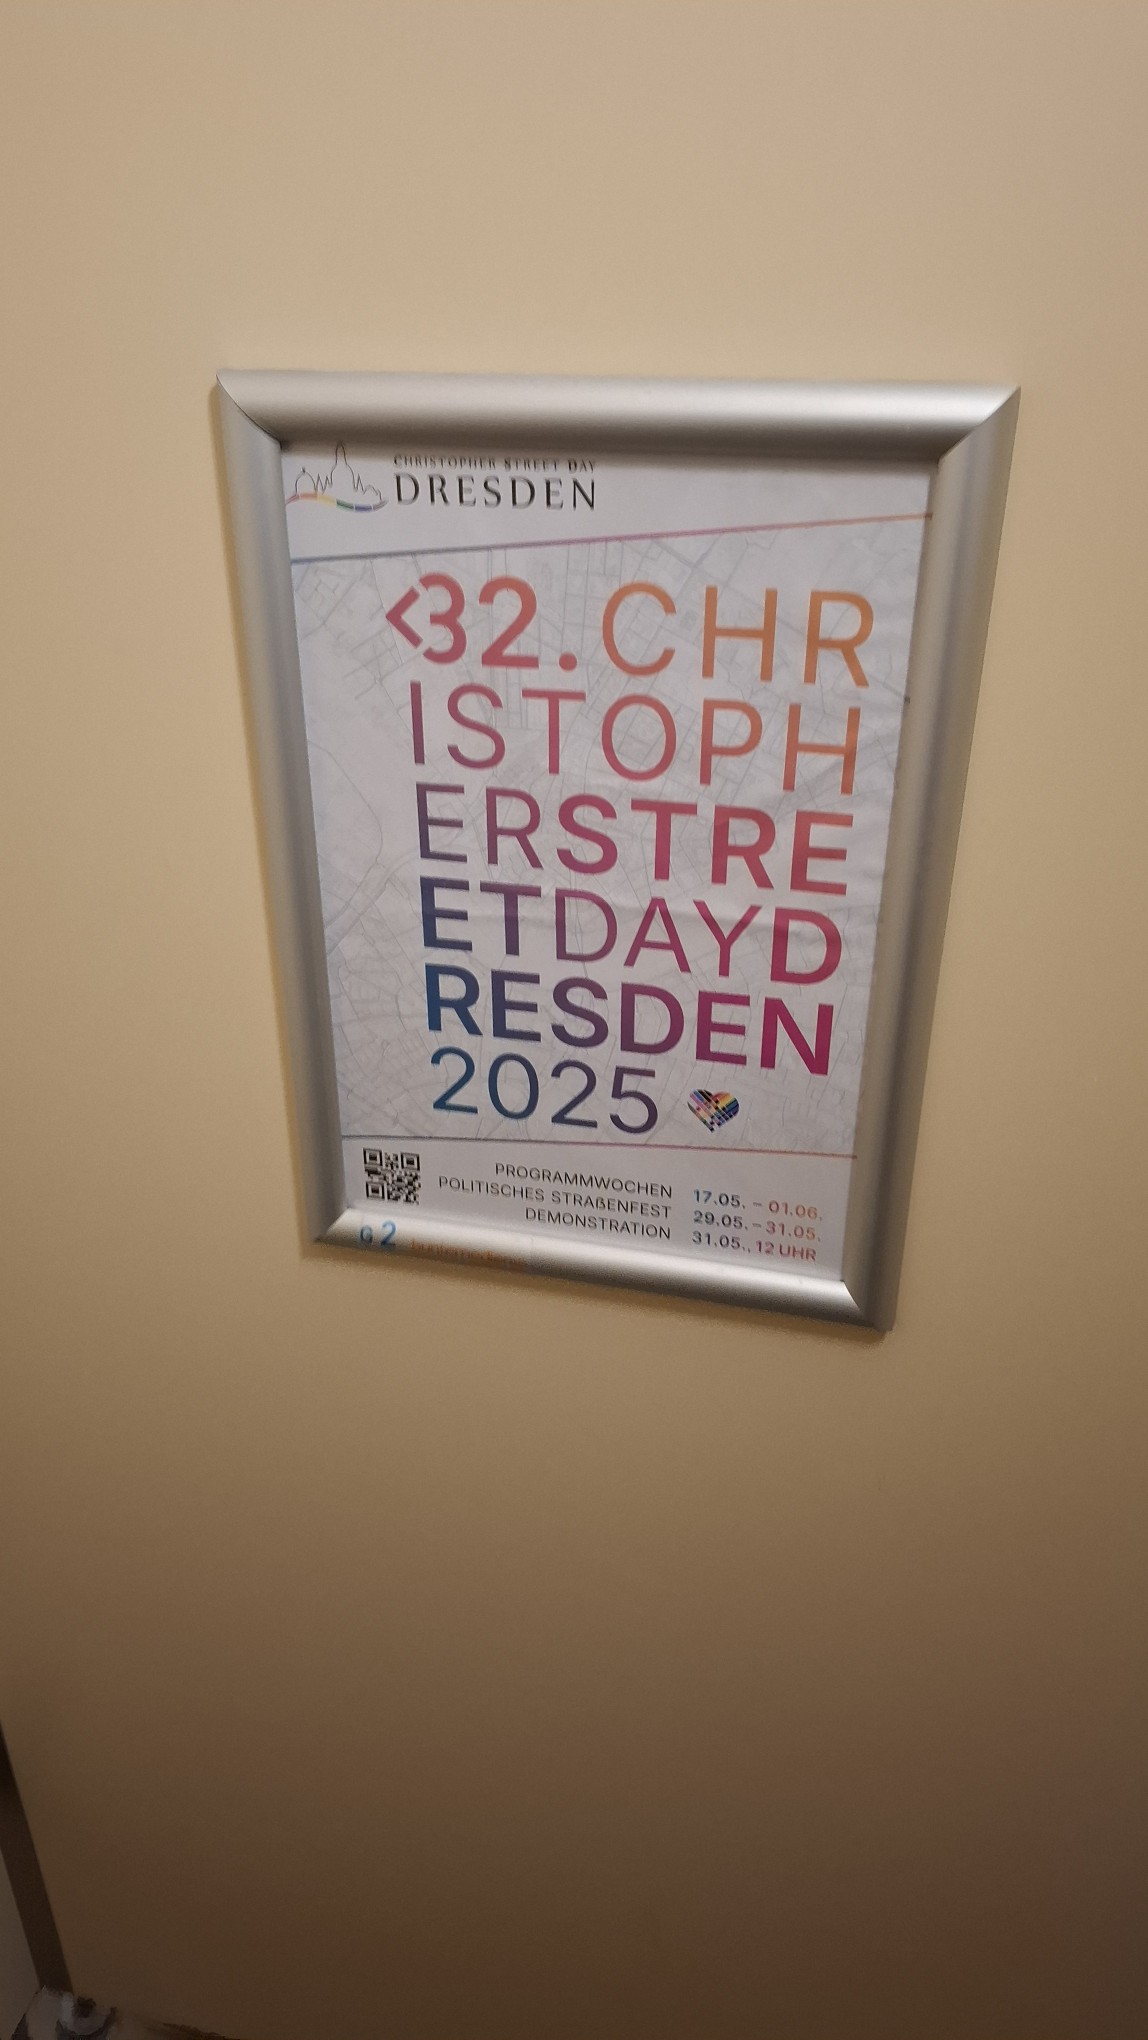 CHRISTOPHER STREET DAY
DRESDEN
<32. CHR
ISTOPH
ERSTRE
ETDAYD
RESDEN
2025
PROGRAMMWOCHEN 17.05. – 01.06.
POLITISCHES STRAẞENFEST 29.05. – 31.05.
DEMONSTRATION 31.05., 12 UHR
G2